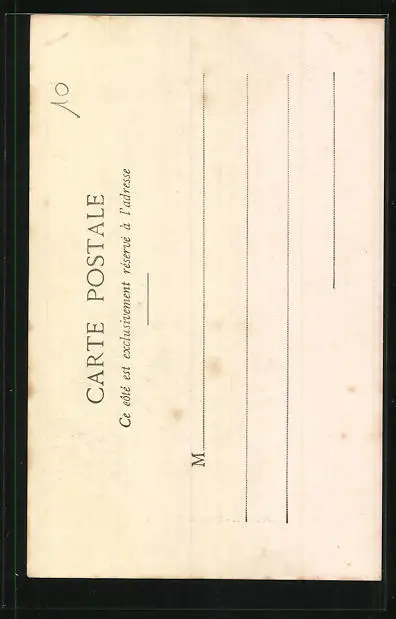 10
CARTE POSTALE
Ce côté est exclusivement réservé à l'adresse
M